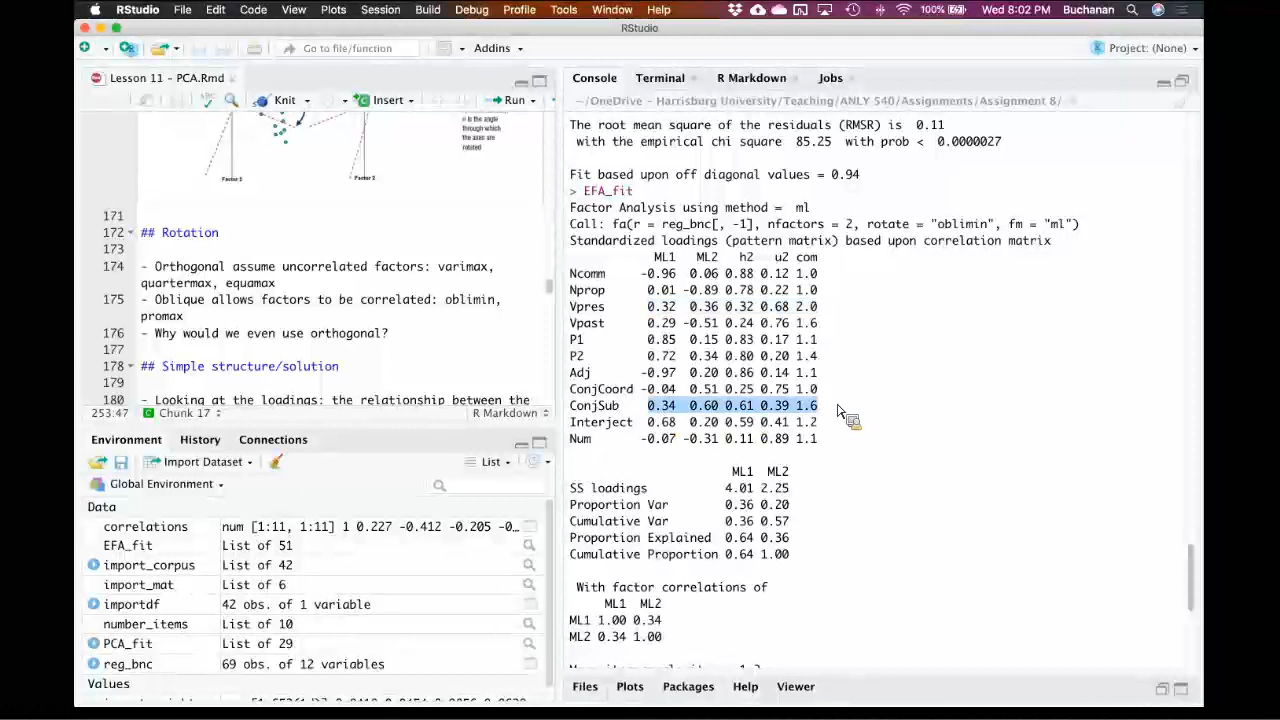 RStudio File Edit Code View Plots Session Build Debug Profile Tools Window Help 100% Wed 8:02 PM Buchanan
RStudio
Go to file/function Addins Project: (None)
Lesson 11 - PCA.Rmd
Knit Insert Run
is the angle
through which
the axes are
rotated
Factor 1 Factor 2
171
172 ## Rotation
173
174 - Orthogonal assume uncorrelated factors: varimax,
quartermax, equamax
175 - Oblique allows factors to be correlated: oblimin,
promax
176 - Why would we even use orthogonal?
177
178 ## Simple structure/solution
179
180 - Looking at the loadings: the relationship between the
253:47 Chunk 17 R Markdown
Environment History Connections
Import Dataset List
Global Environment
Data
correlations num [1:11, 1:11] 1 0.227 -0.412 -0.205 -0...
EFA_fit List of 51
import_corpus List of 42
import_mat List of 6
importdf 42 obs. of 1 variable
number_items List of 10
PCA_fit List of 29
reg_bnc 69 obs. of 12 variables
Values
Console Terminal R Markdown Jobs
~/OneDrive - Harrisburg University/Teaching/ANLY 540/Assignments/Assignment 8/
The root mean square of the residuals (RMSR) is 0.11
with the empirical chi square 85.25 with prob < 0.0000027
Fit based upon off diagonal values = 0.94
> EFA_fit
Factor Analysis using method = ml
Call: fa(r = reg_bnc[, -1], nfactors = 2, rotate = "oblimin", fm = "ml")
Standardized loadings (pattern matrix) based upon correlation matrix
ML1 ML2 h2 u2 com
Ncomm -0.96 0.06 0.88 0.12 1.0
Nprop 0.01 -0.89 0.78 0.22 1.0
Vpres 0.32 0.36 0.32 0.68 2.0
Vpast 0.29 -0.51 0.24 0.76 1.6
P1 0.85 0.15 0.83 0.17 1.1
P2 0.72 0.34 0.80 0.20 1.4
Adj -0.97 0.20 0.86 0.14 1.1
ConjCoord -0.04 0.51 0.25 0.75 1.0
ConjSub 0.34 0.60 0.61 0.39 1.6
Interject 0.68 0.20 0.59 0.41 1.2
Num -0.07 -0.31 0.11 0.89 1.1
ML1 ML2
SS loadings 4.01 2.25
Proportion Var 0.36 0.20
Cumulative Var 0.36 0.57
Proportion Explained 0.64 0.36
Cumulative Proportion 0.64 1.00
With factor correlations of
ML1 ML2
ML1 1.00 0.34
ML2 0.34 1.00
Files Plots Packages Help Viewer